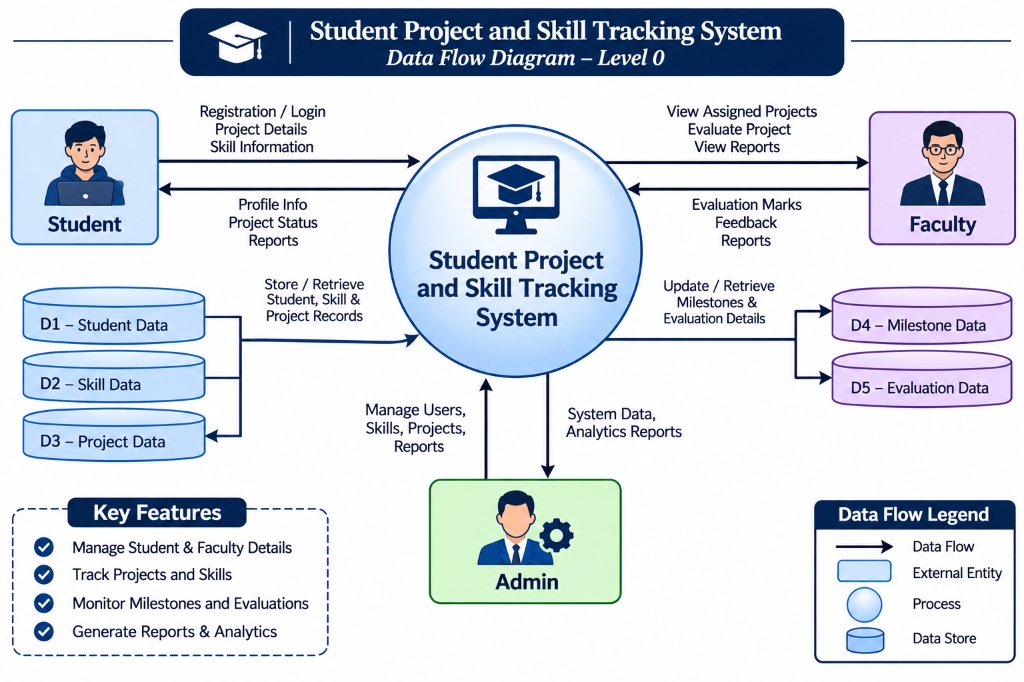 Student Project and Skill Tracking System
Data Flow Diagram – Level 0
Registration / Login
Project Details
Skill Information
Student
Profile Info
Project Status
Reports
View Assigned Projects
Evaluate Project
View Reports
Faculty
Evaluation Marks
Feedback
Reports
Student Project
and Skill Tracking
System
Store / Retrieve
Student, Skill &
Project Records
D1 – Student Data
D2 – Skill Data
D3 – Project Data
Update / Retrieve
Milestones &
Evaluation Details
D4 – Milestone Data
D5 – Evaluation Data
Manage Users,
Skills, Projects,
Reports
System Data,
Analytics Reports
Admin
Key Features
Manage Student & Faculty Details
Track Projects and Skills
Monitor Milestones and Evaluations
Generate Reports & Analytics
Data Flow Legend
Data Flow
External Entity
Process
Data Store